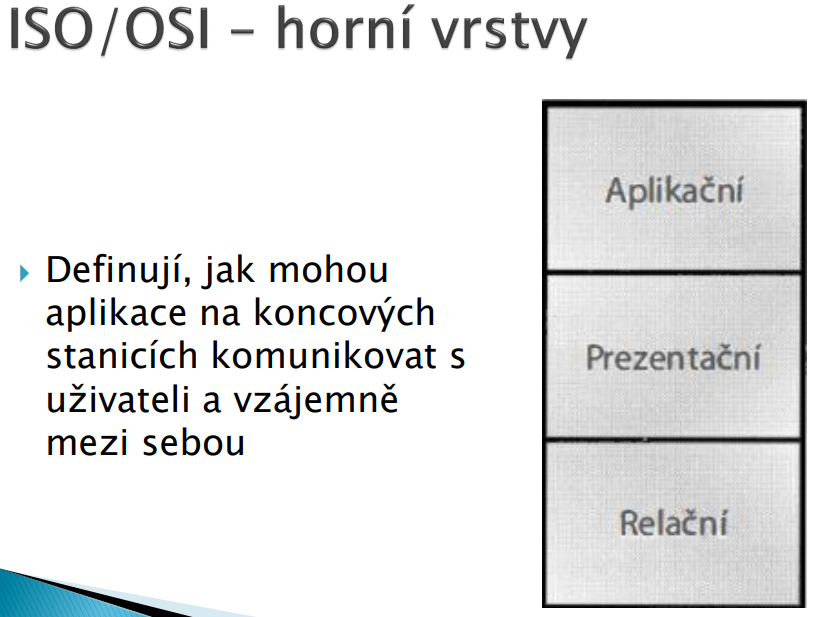 ISO/OSI – horní vrstvy
Definují, jak mohou
aplikace na koncových
stanicích komunikovat s
uživateli a vzájemně
mezi sebou
Aplikační
Prezentační
Relační